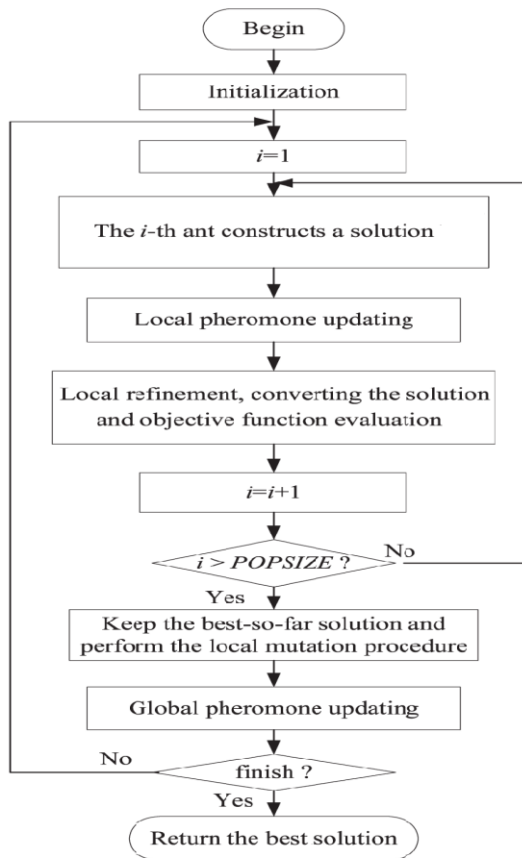 Begin
Initialization
i=1
The i-th ant constructs a solution
Local pheromone updating
Local refinement, converting the solution
and objective function evaluation
i=i+1
i > POPSIZE ?
No
Yes
Keep the best-so-far solution and
perform the local mutation procedure
Global pheromone updating
No
finish ?
Yes
Return the best solution